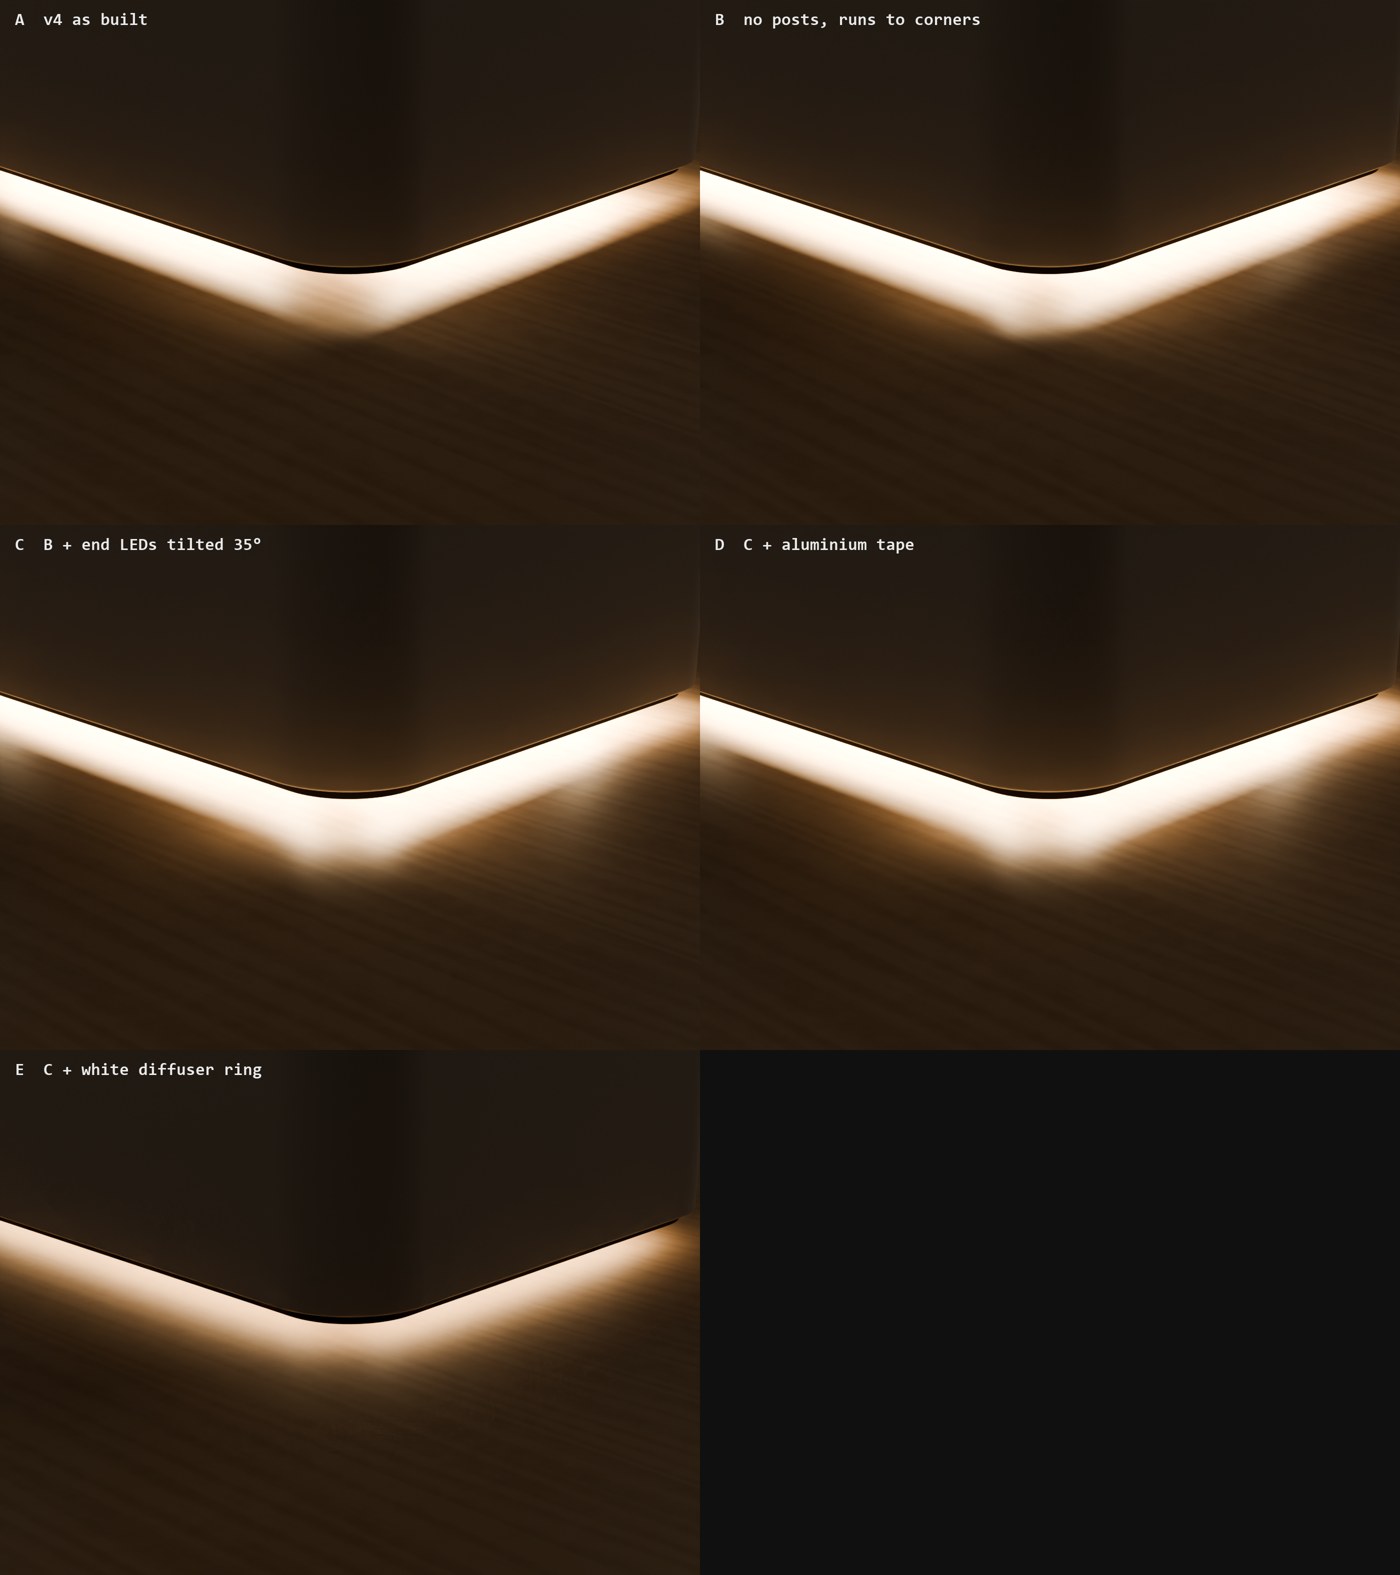 A  v4 as built
B  no posts, runs to corners
C  B + end LEDs tilted 35°
D  C + aluminium tape
E  C + white diffuser ring